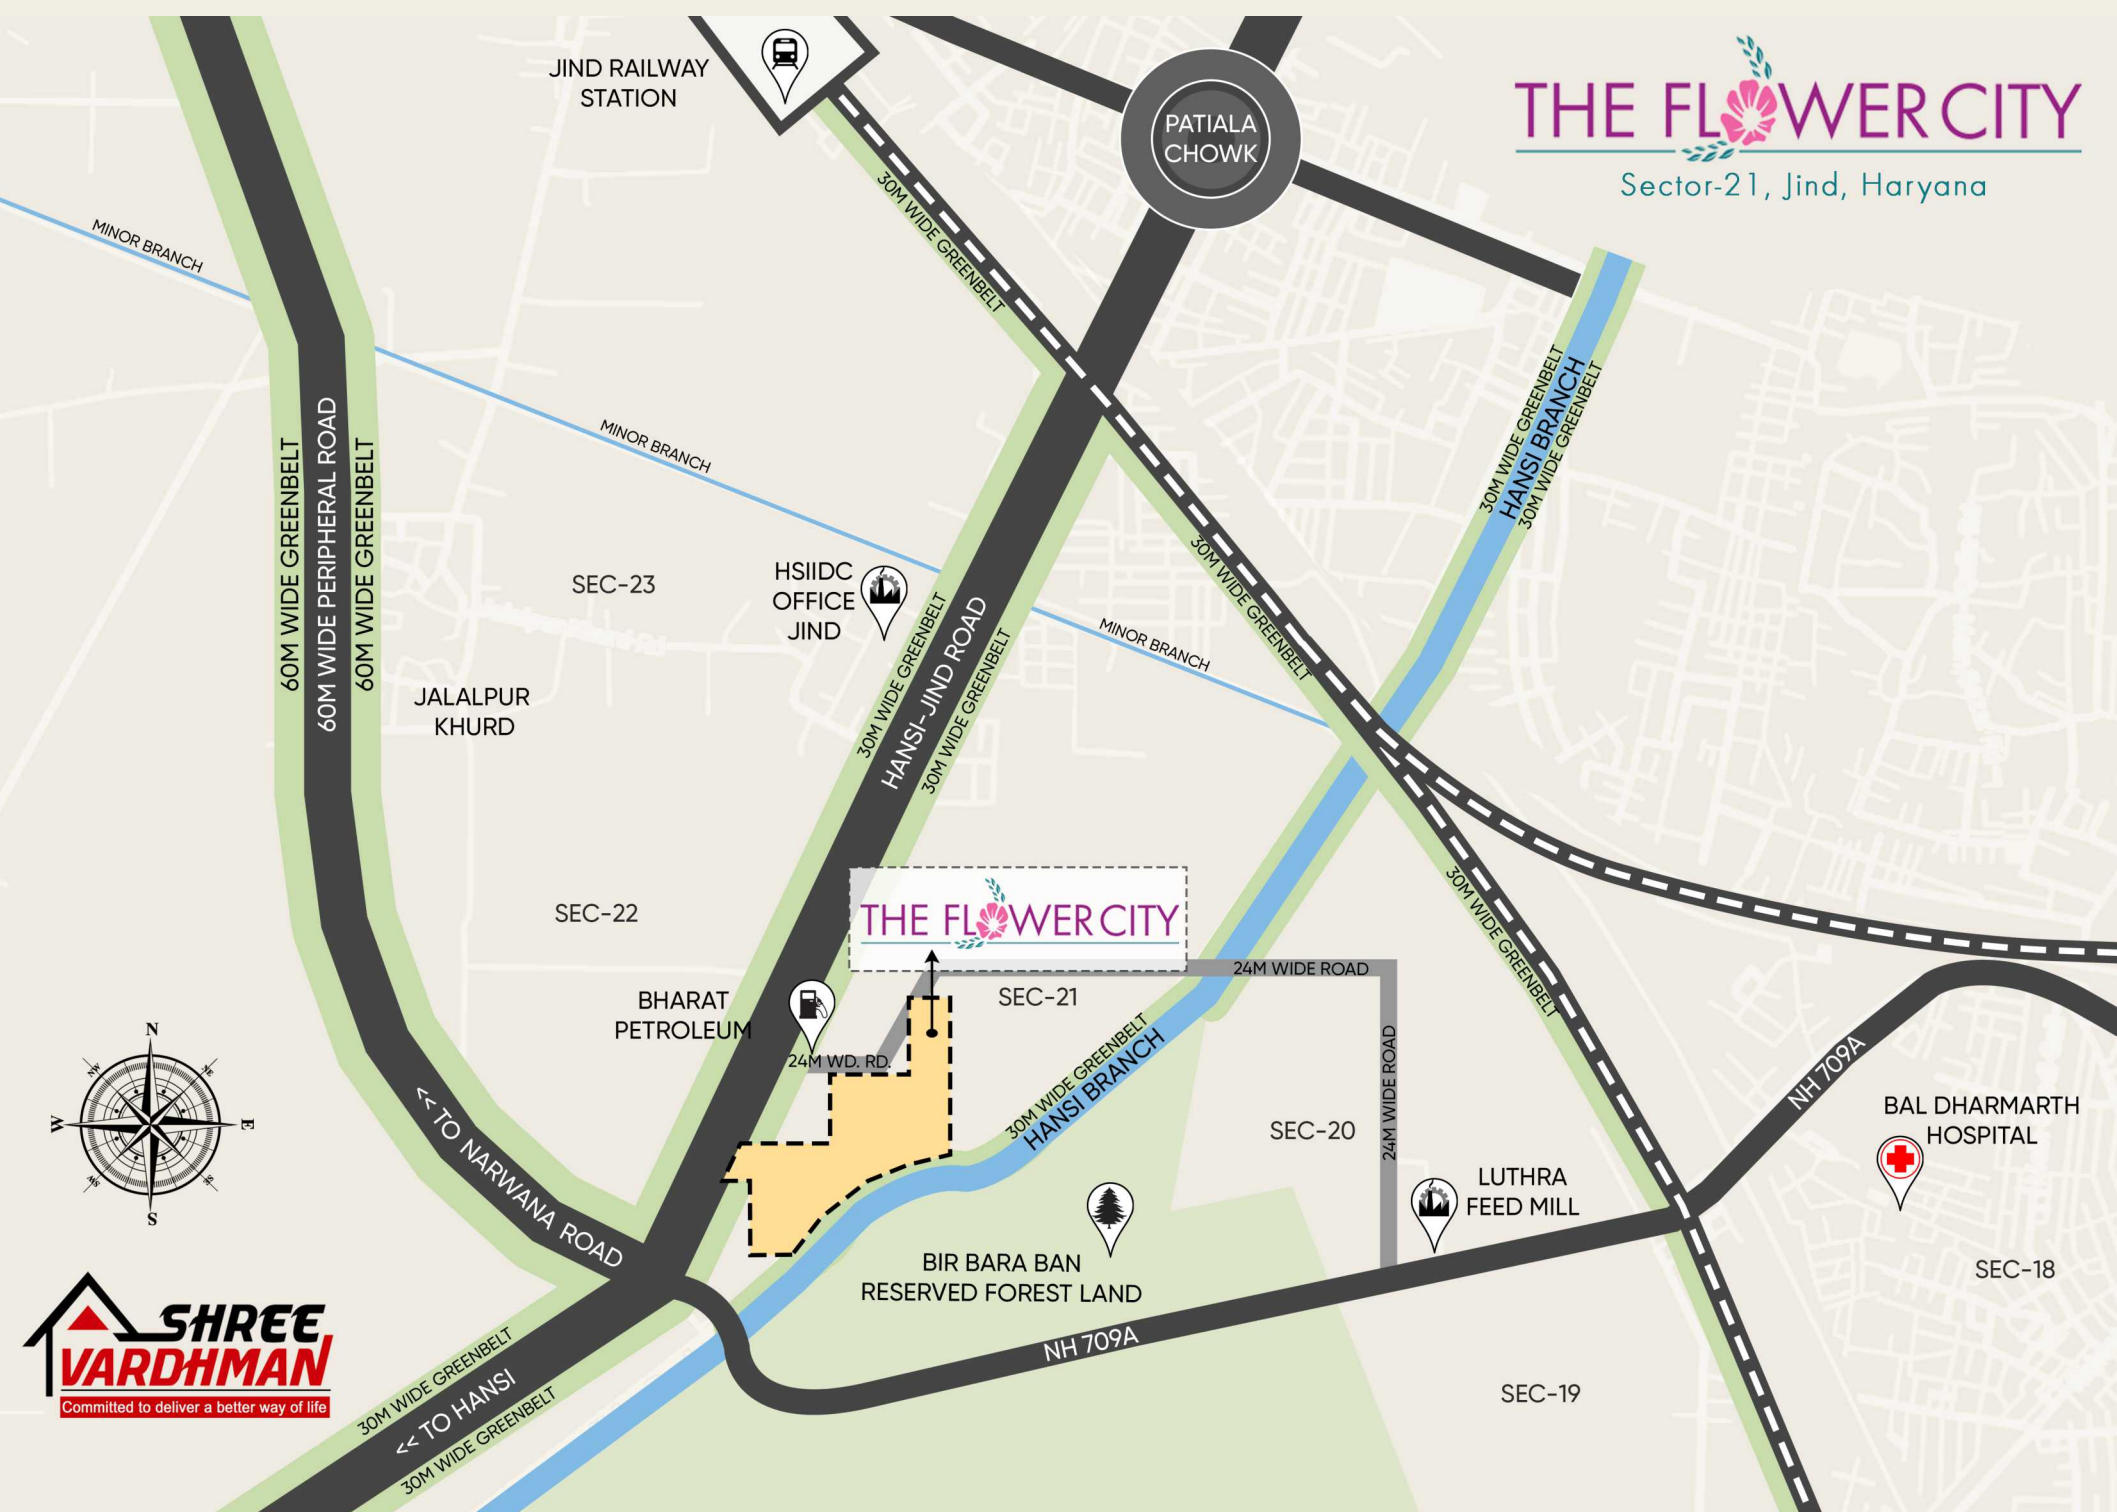 JIND RAILWAY
STATION
PATIALA
CHOWK
THE FLOWER CITY
Sector-21, Jind, Haryana
MINOR BRANCH
30M WIDE GREENBELT
60M WIDE GREENBELT
60M WIDE PERIPHERAL ROAD
60M WIDE GREENBELT
MINOR BRANCH
30M WIDE GREENBELT
HANSI BRANCH
30M WIDE GREENBELT
SEC-23
HSIIDC
OFFICE
JIND
30M WIDE GREENBELT
HANSI-JIND ROAD
30M WIDE GREENBELT
MINOR BRANCH
30M WIDE GREENBELT
JALALPUR
KHURD
SEC-22
THE FLOWER CITY
30M WIDE GREENBELT
24M WIDE ROAD
SEC-21
BHARAT
PETROLEUM
24M WD. RD.
30M WIDE GREENBELT
HANSI BRANCH
24M WIDE ROAD
SEC-20
NH 709A
BAL DHARMARTH
HOSPITAL
N
NE
E
SE
S
SW
W
NW
<< TO NARWANA ROAD
LUTHRA
FEED MILL
BIR BARA BAN
RESERVED FOREST LAND
SEC-18
NH 709A
SEC-19
SHREE
VARDHMAN
Committed to deliver a better way of life
30M WIDE GREENBELT
<< TO HANSI
30M WIDE GREENBELT